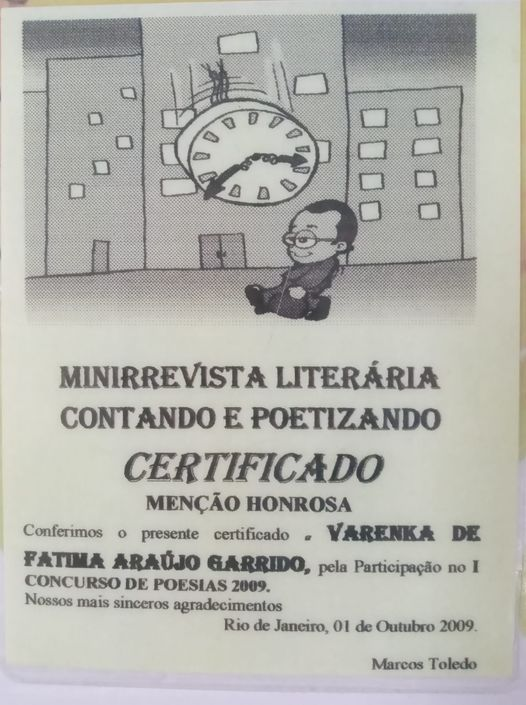 MINIRREVISTA LITERÁRIA
CONTANDO E POETIZANDO
CERTIFICADO
MENÇÃO HONROSA
Conferimos o presente certificado a VARENKA DE
FATIMA ARAÚJO GARRIDO, pela Participação no I
CONCURSO DE POESIAS 2009.
Nossos mais sinceros agradecimentos
Rio de Janeiro, 01 de Outubro 2009.
Marcos Toledo